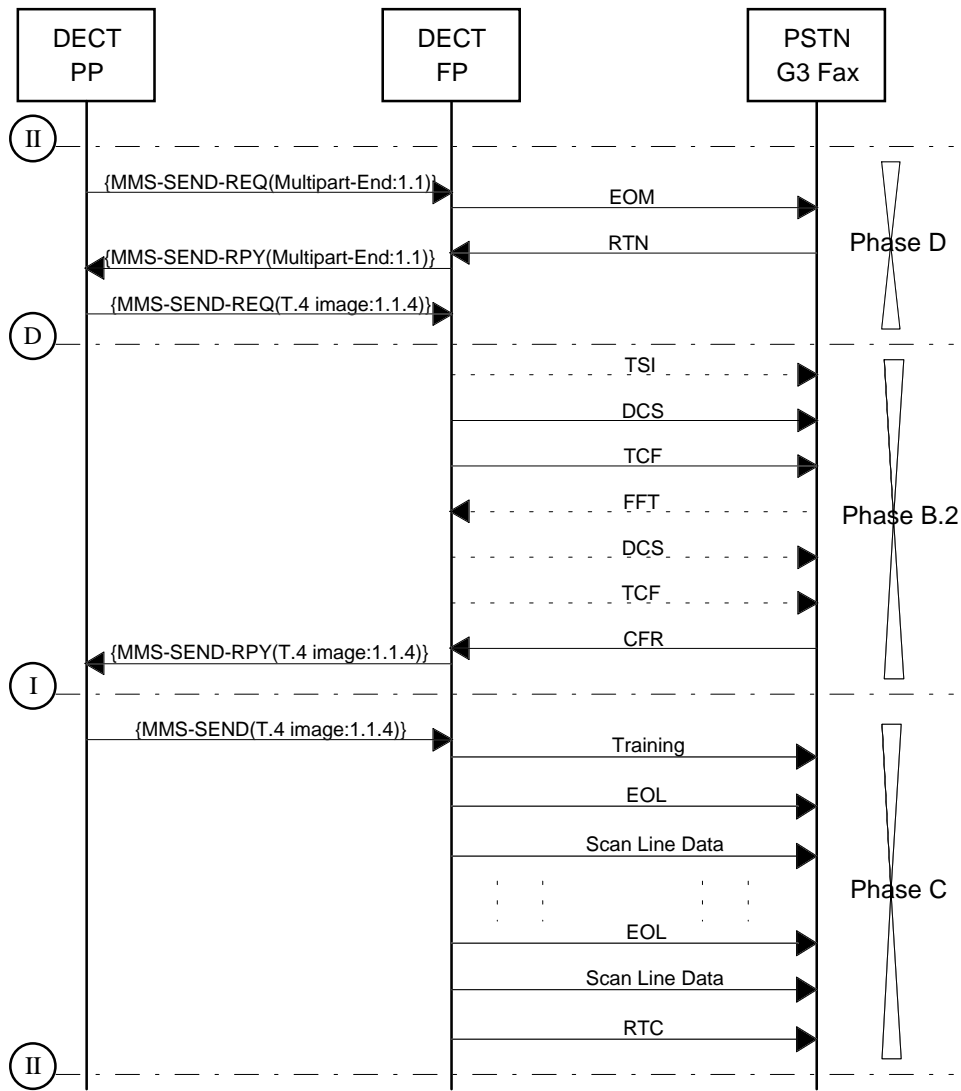 DECT
PP
DECT
FP
PSTN
G3 Fax
II
{MMS-SEND-REQ(Multipart-End:1.1)}
EOM
RTN
Phase D
{MMS-SEND-RPY(Multipart-End:1.1)}
{MMS-SEND-REQ(T.4 image:1.1.4)}
D
TSI
DCS
TCF
FFT
Phase B.2
DCS
TCF
CFR
{MMS-SEND-RPY(T.4 image:1.1.4)}
I
{MMS-SEND(T.4 image:1.1.4)}
Training
EOL
Scan Line Data
Phase C
EOL
Scan Line Data
RTC
II